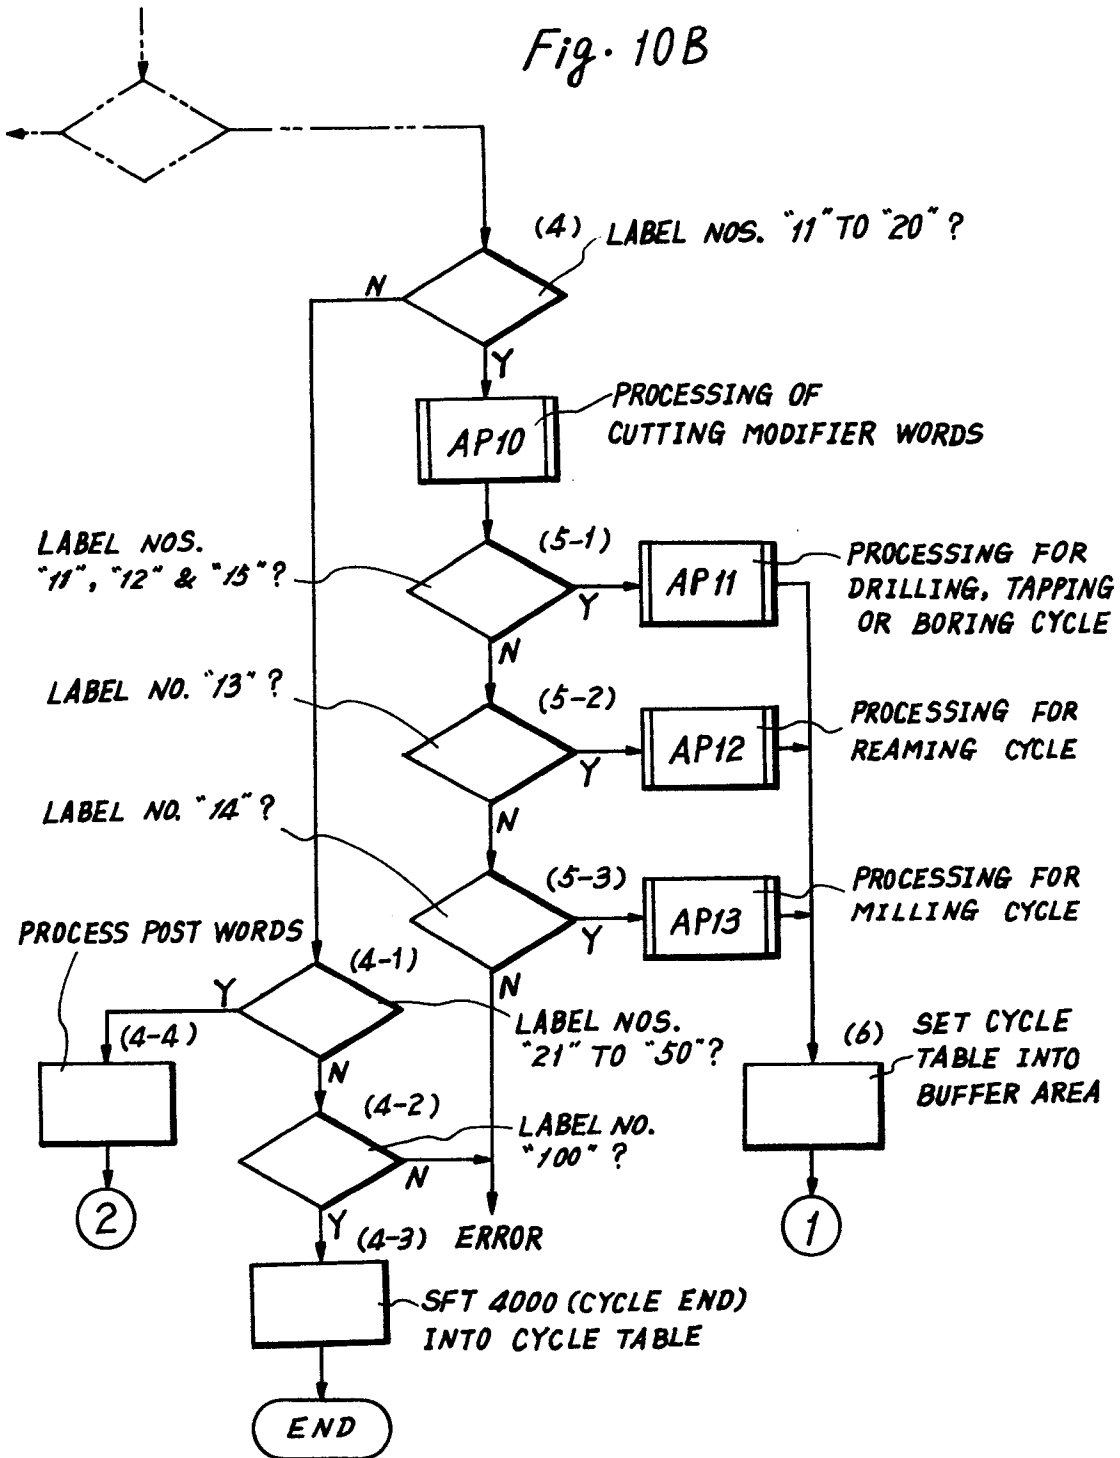 Fig. 10B
(4)
LABEL NOS. "11" TO "20" ?
N
Y
AP10
PROCESSING OF
CUTTING MODIFIER WORDS
LABEL NOS.
"11", "12" & "15" ?
(5-1)
Y
N
AP11
PROCESSING FOR
DRILLING, TAPPING
OR BORING CYCLE
LABEL NO. "13" ?
(5-2)
Y
N
AP12
PROCESSING FOR
REAMING CYCLE
LABEL NO. "14" ?
(5-3)
Y
N
AP13
PROCESSING FOR
MILLING CYCLE
PROCESS POST WORDS
(4-1)
Y
N
LABEL NOS.
"21" TO "50" ?
(4-4)
2
(4-2)
LABEL NO.
"100" ?
N
Y
ERROR
(6)
SET CYCLE
TABLE INTO
BUFFER AREA
1
(4-3)
SFT 4000 (CYCLE END)
INTO CYCLE TABLE
END